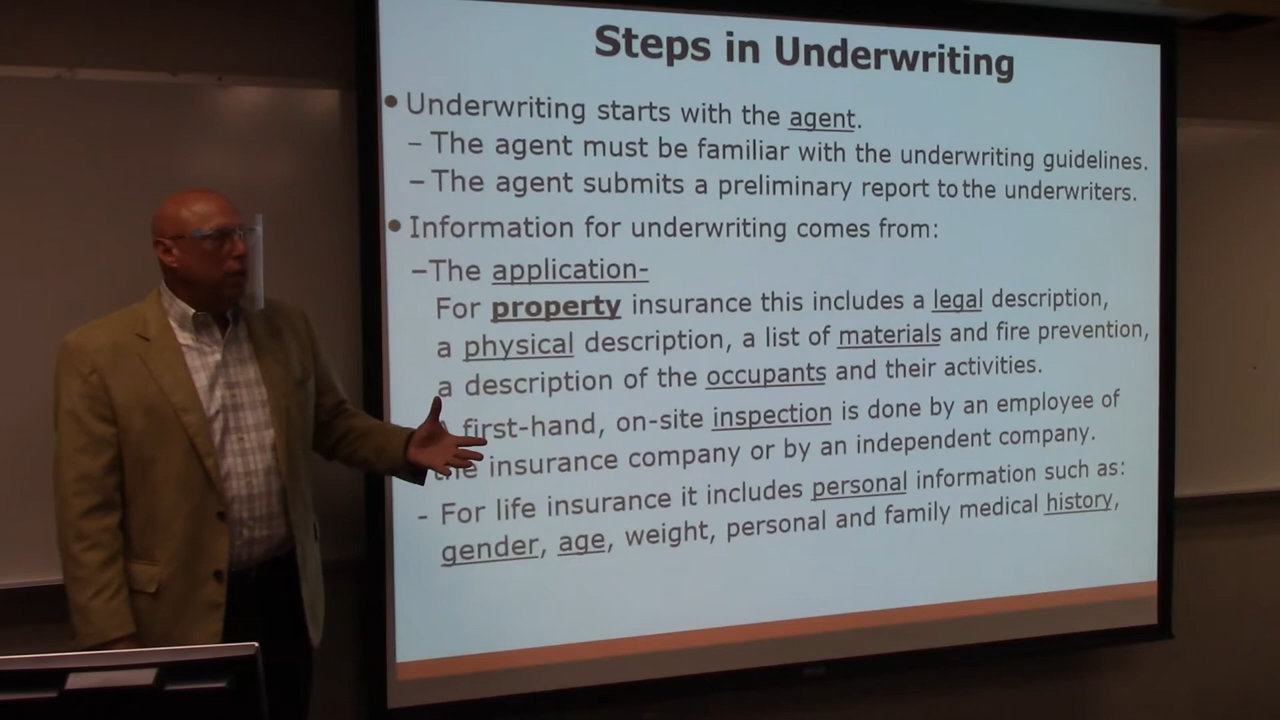 Steps in Underwriting
• Underwriting starts with the agent.
– The agent must be familiar with the underwriting guidelines.
– The agent submits a preliminary report to the underwriters.
• Information for underwriting comes from:
–The application-
For property insurance this includes a legal description,
a physical description, a list of materials and fire prevention,
a description of the occupants and their activities.
first-hand, on-site inspection is done by an employee of
the insurance company or by an independent company.
- For life insurance it includes personal information such as:
gender, age, weight, personal and family medical history,